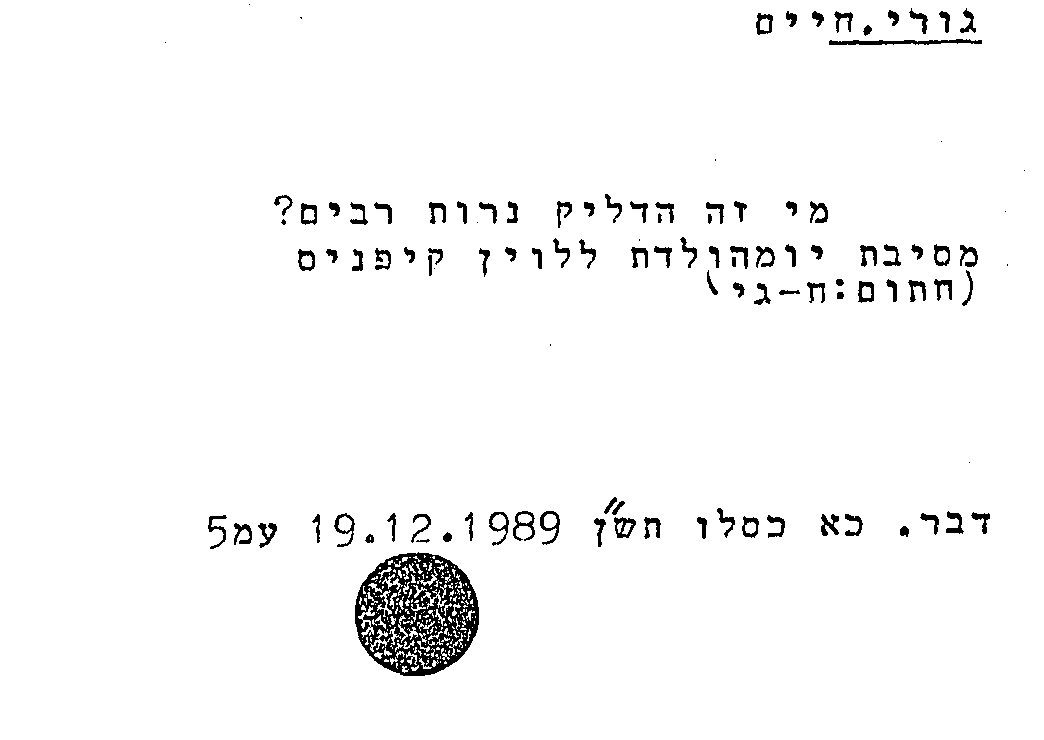 גורי.חיים
מי זה הדליק נרות רבים?
מסיבת יומהולדת ללוין קיפניס
(חתום:ח-גי)
דבר. כא כסלו תש"ן 19.12.1989 עמ5